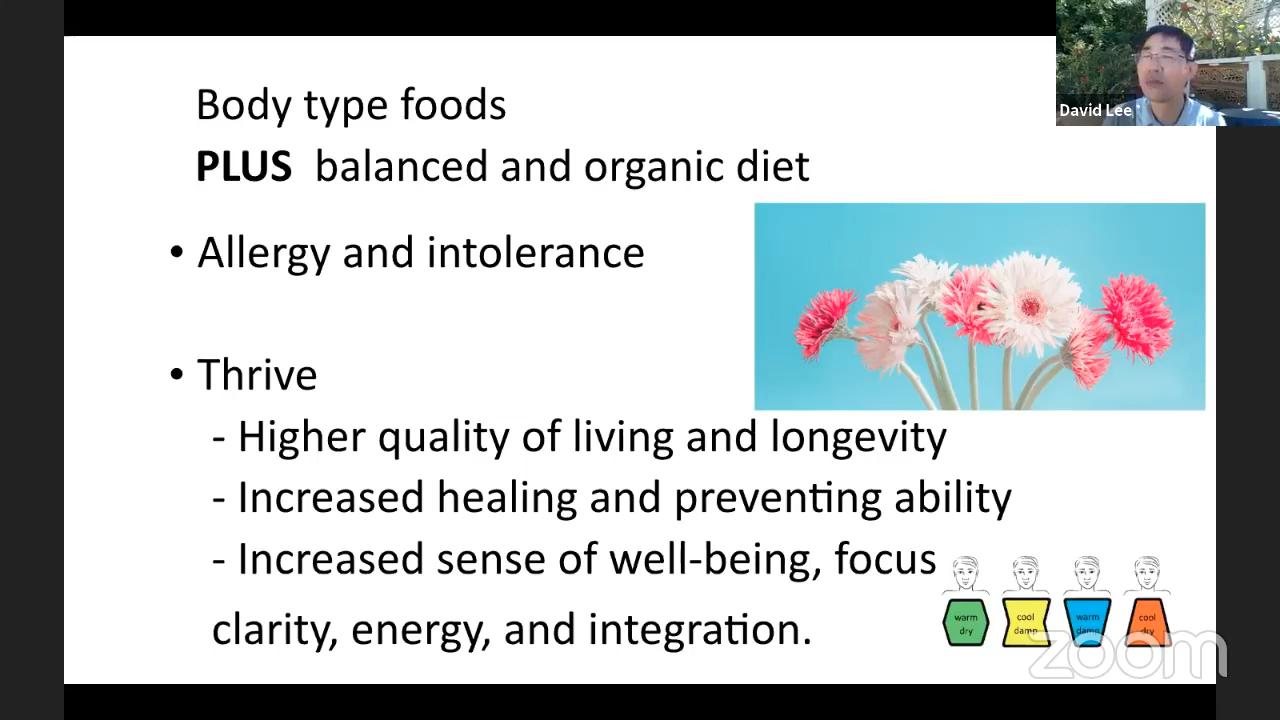 Body type foods
PLUS balanced and organic diet
• Allergy and intolerance
• Thrive
- Higher quality of living and longevity
- Increased healing and preventing ability
- Increased sense of well-being, focus
clarity, energy, and integration.
David Lee
warm
dry
cool
damp
warm
damp
cool
dry
zoom